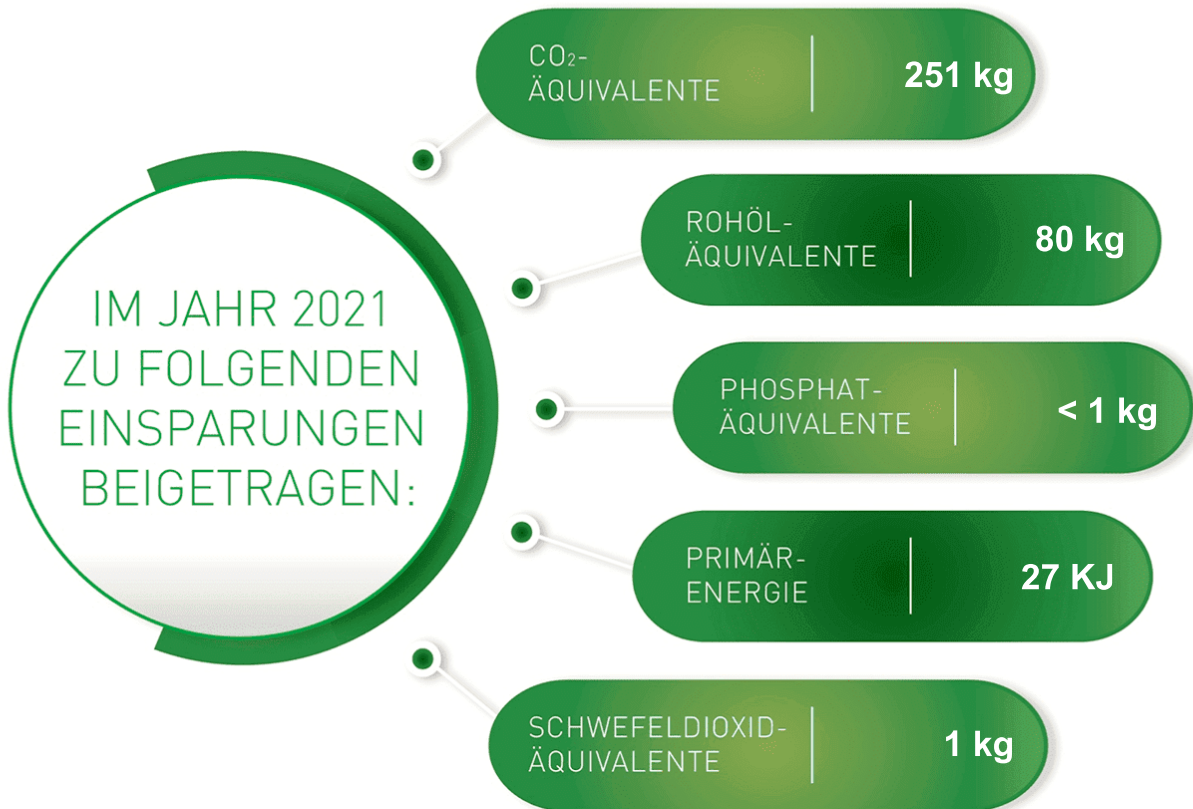 IM JAHR 2021
ZU FOLGENDEN
EINSPARUNGEN
BEIGETRAGEN:
CO₂-
ÄQUIVALENTE
251 kg
ROHÖL-
ÄQUIVALENTE
80 kg
PHOSPHAT-
ÄQUIVALENTE
< 1 kg
PRIMÄR-
ENERGIE
27 KJ
SCHWEFELDIOXID-
ÄQUIVALENTE
1 kg